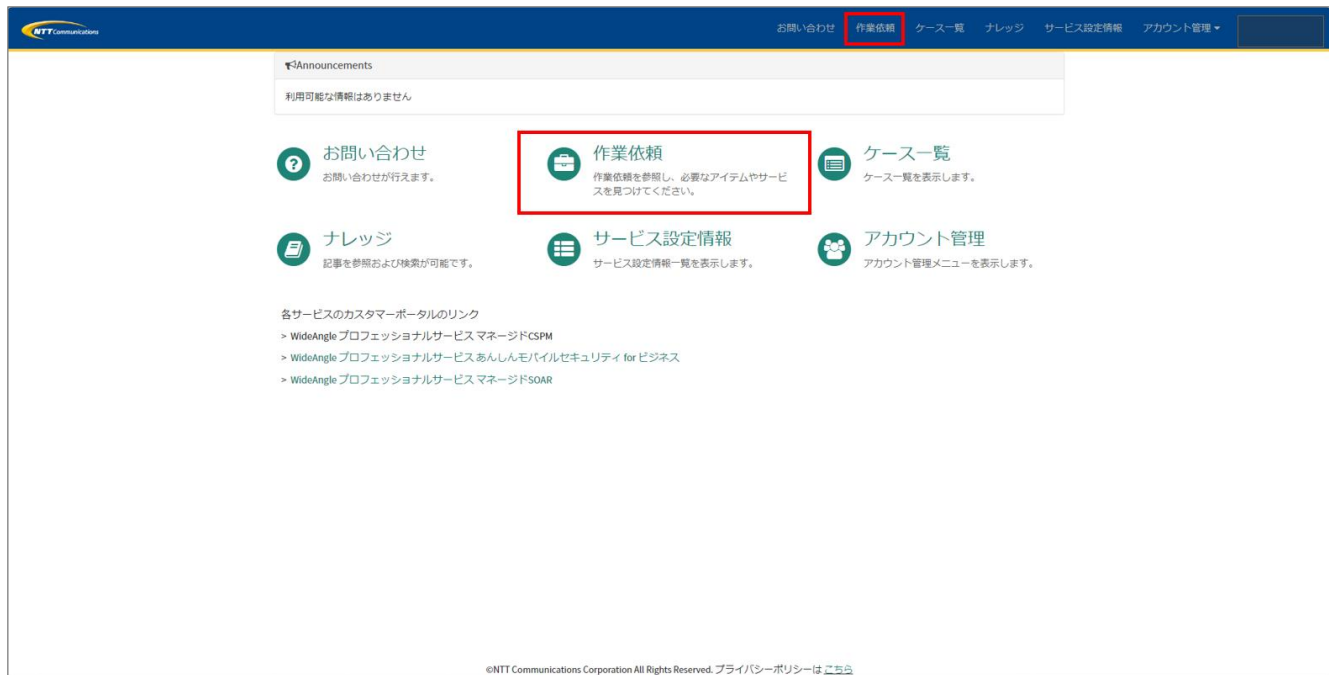 NTT Communications
お問い合わせ 作業依頼 ケース一覧 ナレッジ サービス設定情報 アカウント管理
Announcements
利用可能な情報はありません
お問い合わせ
お問い合わせが行えます。
作業依頼
作業依頼を参照し、必要なアイテムやサービ
スを見つけてください。
ケース一覧
ケース一覧を表示します。
ナレッジ
記事を参照および検索が可能です。
サービス設定情報
サービス設定情報一覧を表示します。
アカウント管理
アカウント管理メニューを表示します。
各サービスのカスタマーポータルのリンク
> WideAngle プロフェッショナルサービス マネージドCSPM
> WideAngle プロフェッショナルサービス あんしんモバイルセキュリティ for ビジネス
> WideAngle プロフェッショナルサービス マネージドSOAR
©NTT Communications Corporation All Rights Reserved. プライバシーポリシーは こちら